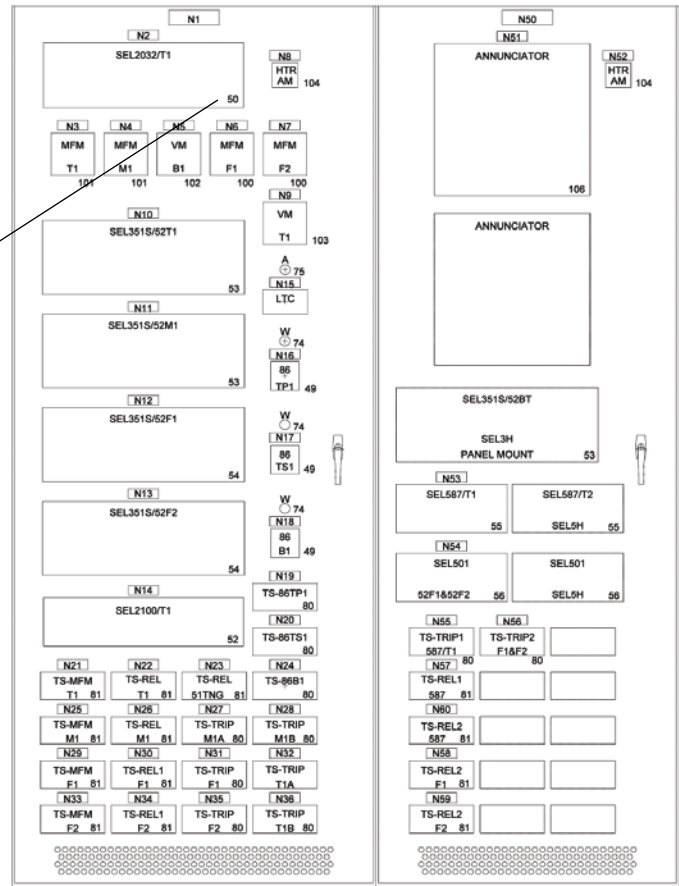 N1
N2
SEL2032/T1
50
N8
HTR
AM 104
N3 N4 N5 N6 N7
MFM MFM VM MFM MFM
T1 M1 B1 F1 F2
101 101 102 100 100
N9
VM
T1 103
N10
SEL351S/52T1
53
A
75
N15
LTC
N11
SEL351S/52M1
53
W
74
N16
86
TP1 49
N12
SEL351S/52F1
54
W
74
N17
86
TS1 49
N13
SEL351S/52F2
54
W
74
N18
86
B1 49
N14
SEL2100/T1
52
N19
TS-86TP1
80
N20
TS-86TS1
80
N21 N22 N23 N24
TS-MFM TS-REL TS-REL TS-86B1
T1 81 T1 81 51TNG 81 80
N25 N26 N27 N28
TS-MFM TS-REL TS-TRIP TS-TRIP
M1 81 M1 81 M1A 80 M1B 80
N29 N30 N31 N32
TS-MFM TS-REL1 TS-TRIP TS-TRIP
F1 81 F1 81 F1 80 T1A
N33 N34 N35 N36
TS-MFM TS-REL1 TS-TRIP TS-TRIP
F2 81 F2 81 F2 80 T1B 80
N50
N51
ANNUNCIATOR
106
N52
HTR
AM 104
ANNUNCIATOR
SEL351S/52BT
SEL3H
PANEL MOUNT 53
N53
SEL587/T1 SEL587/T2
55 SEL5H 55
N54
SEL501 SEL501
52F1&52F2 56 SEL5H 56
N55 N56
TS-TRIP1 TS-TRIP2
587/T1 80 F1&F2 80
N57
TS-REL1
587 81
N60
TS-REL2
587 81
N58
TS-REL2
F1 81
N59
TS-REL2
F2 81